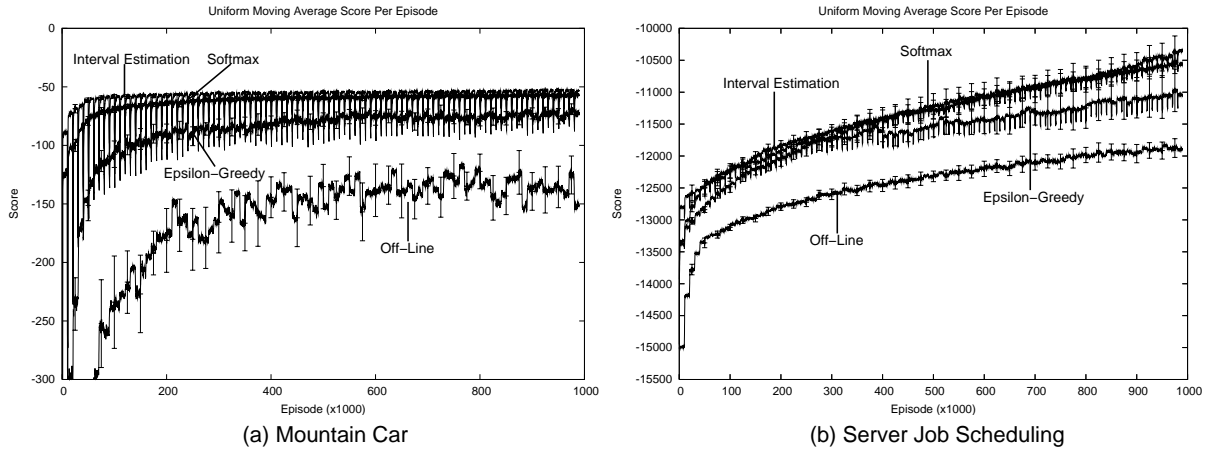 Uniform Moving Average Score Per Episode
0
-50
-100
-150
-200
-250
-300
Score
Interval Estimation
Softmax
Epsilon-Greedy
Off-Line
0 200 400 600 800 1000
Episode (x1000)
(a) Mountain Car
Uniform Moving Average Score Per Episode
-10000
-10500
-11000
-11500
-12000
-12500
-13000
-13500
-14000
-14500
-15000
-15500
Score
Softmax
Interval Estimation
Epsilon-Greedy
Off-Line
0 100 200 300 400 500 600 700 800 900 1000
Episode (x1000)
(b) Server Job Scheduling